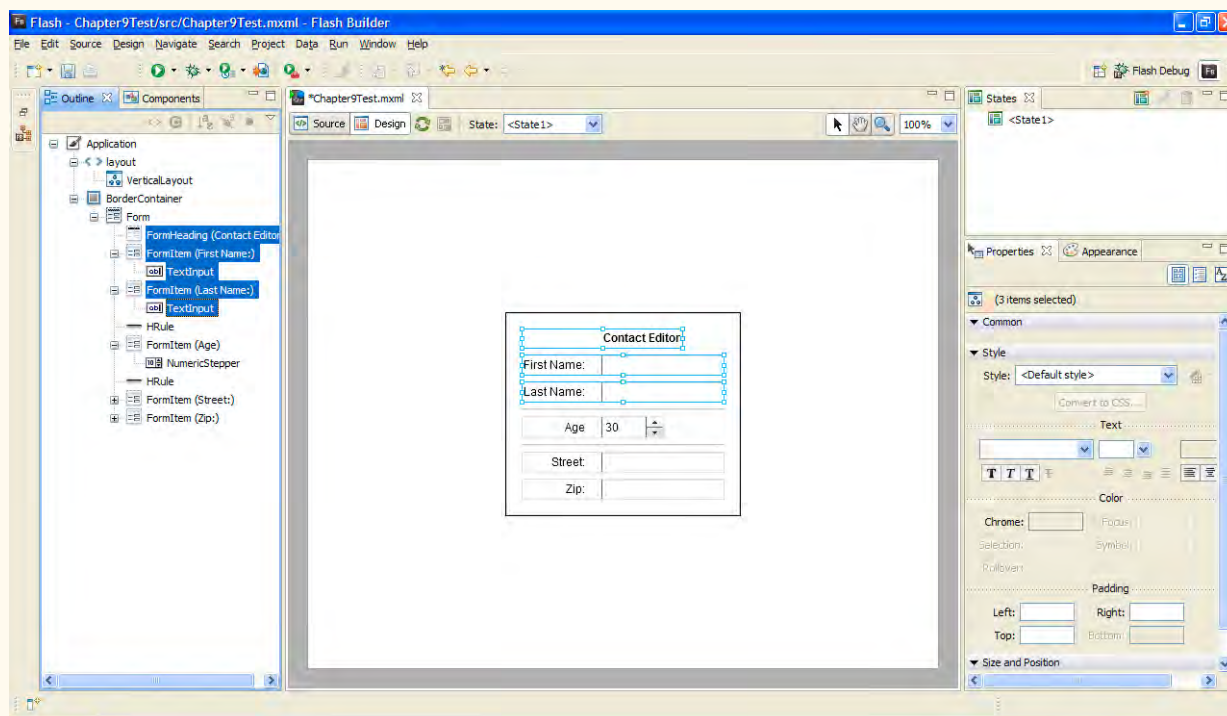 Flash - Chapter9Test/src/Chapter9Test.mxml - Flash Builder
File Edit Source Design Navigate Search Project Data Run Window Help
Flash Debug
Outline Components
*Chapter9Test.mxml
States
Source Design State: <State1> 100%
<State1>
Application
layout
VerticalLayout
BorderContainer
Form
FormHeading (Contact Editor
FormItem (First Name:)
TextInput
FormItem (Last Name:)
TextInput
HRule
FormItem (Age)
NumericStepper
HRule
FormItem (Street:)
FormItem (Zip:)
Contact Editor
First Name:
Last Name:
Age 30
Street:
Zip:
Properties Appearance
(3 items selected)
Common
Style
Style: <Default style>
Convert to CSS...
Text
T T T T
Color
Chrome: Focus:
Selection: Symbol:
Rollover:
Padding
Left: Right:
Top: Bottom:
Size and Position